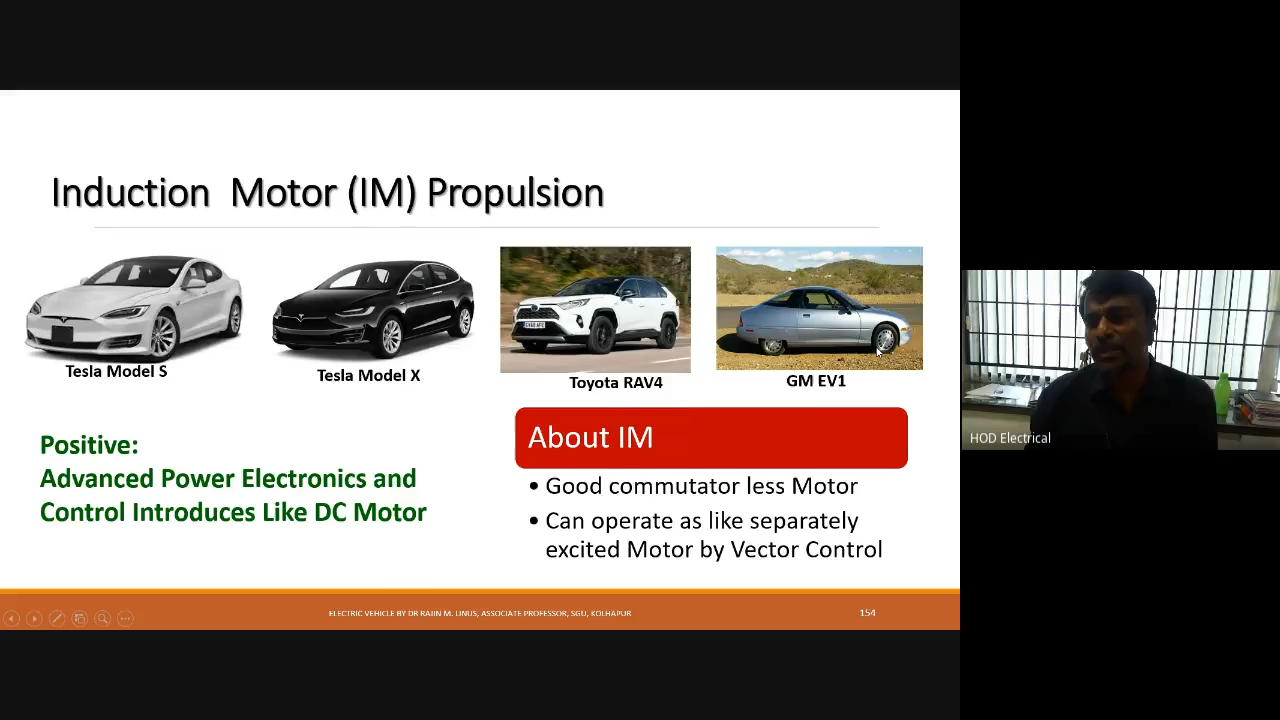 Induction  Motor (IM) Propulsion
Tesla Model S
Tesla Model X
Toyota RAV4
GM EV1
Positive:
Advanced Power Electronics and
Control Introduces Like DC Motor
About IM
• Good commutator less Motor
• Can operate as like separately
excited Motor by Vector Control
ELECTRIC VEHICLE BY DR RAJIN M. LINUS, ASSOCIATE PROFESSOR, SGU, KOLHAPUR
154
HOD Electrical